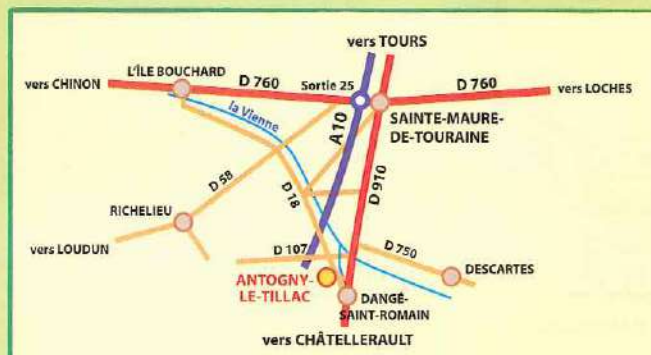 vers TOURS
L'ÎLE BOUCHARD
vers CHINON
D 760
Sortie 25
D 760
vers LOCHES
la Vienne
A10
SAINTE-MAURE-
DE-TOURAINE
D 58
D 18
D 910
RICHELIEU
vers LOUDUN
D 107
D 750
ANTOGNY-
LE-TILLAC
DESCARTES
DANGÉ-
SAINT-ROMAIN
vers CHÂTELLERAULT